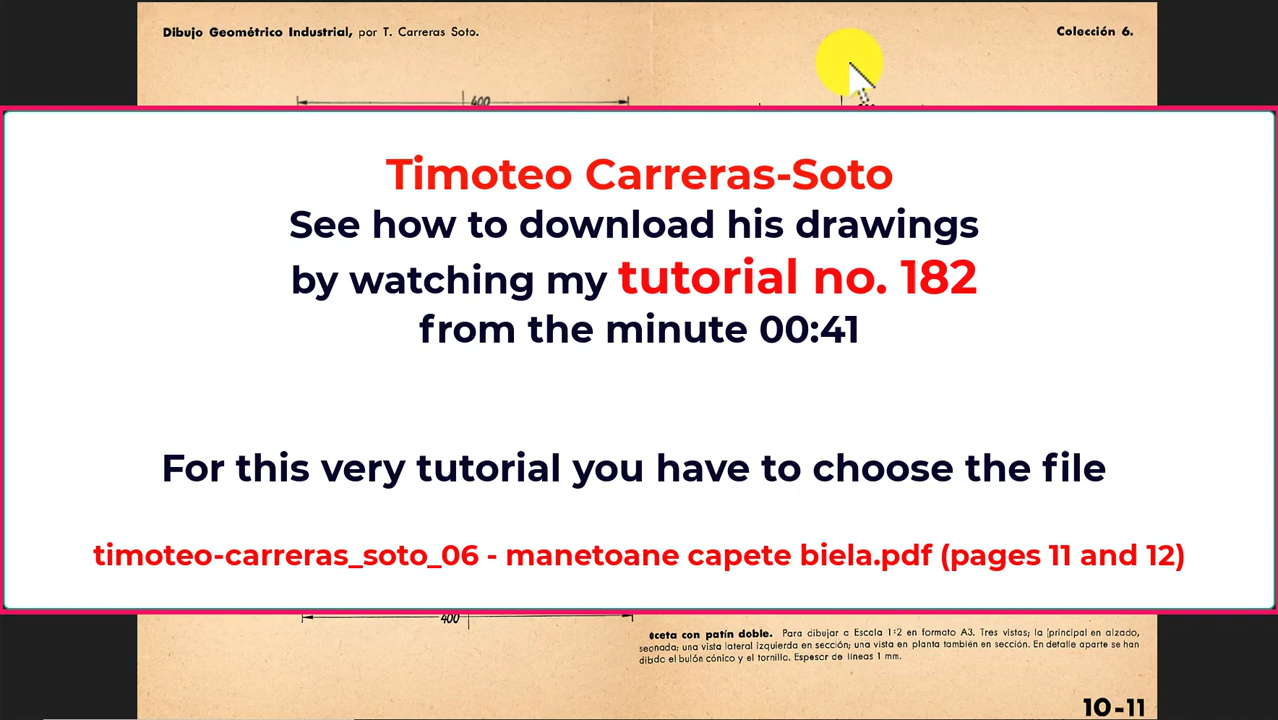 Dibujo Geométrico Industrial, por T. Carreras Soto.
Colección 6.
400
Timoteo Carreras-Soto
See how to download his drawings
by watching my tutorial no. 182
from the minute 00:41
For this very tutorial you have to choose the file
timoteo-carreras_soto_06 - manetoane capete biela.pdf (pages 11 and 12)
400
ceta con patín doble. Para dibujar a Escala 1:2 en formato A3. Tres vistas; la principal en alzado,
nada; una vista lateral izquierda en sección; una vista en planta también en sección. En detalle aparte se han
el bulón cónico y el tornillo. Espesor de líneas 1 mm.
10-11